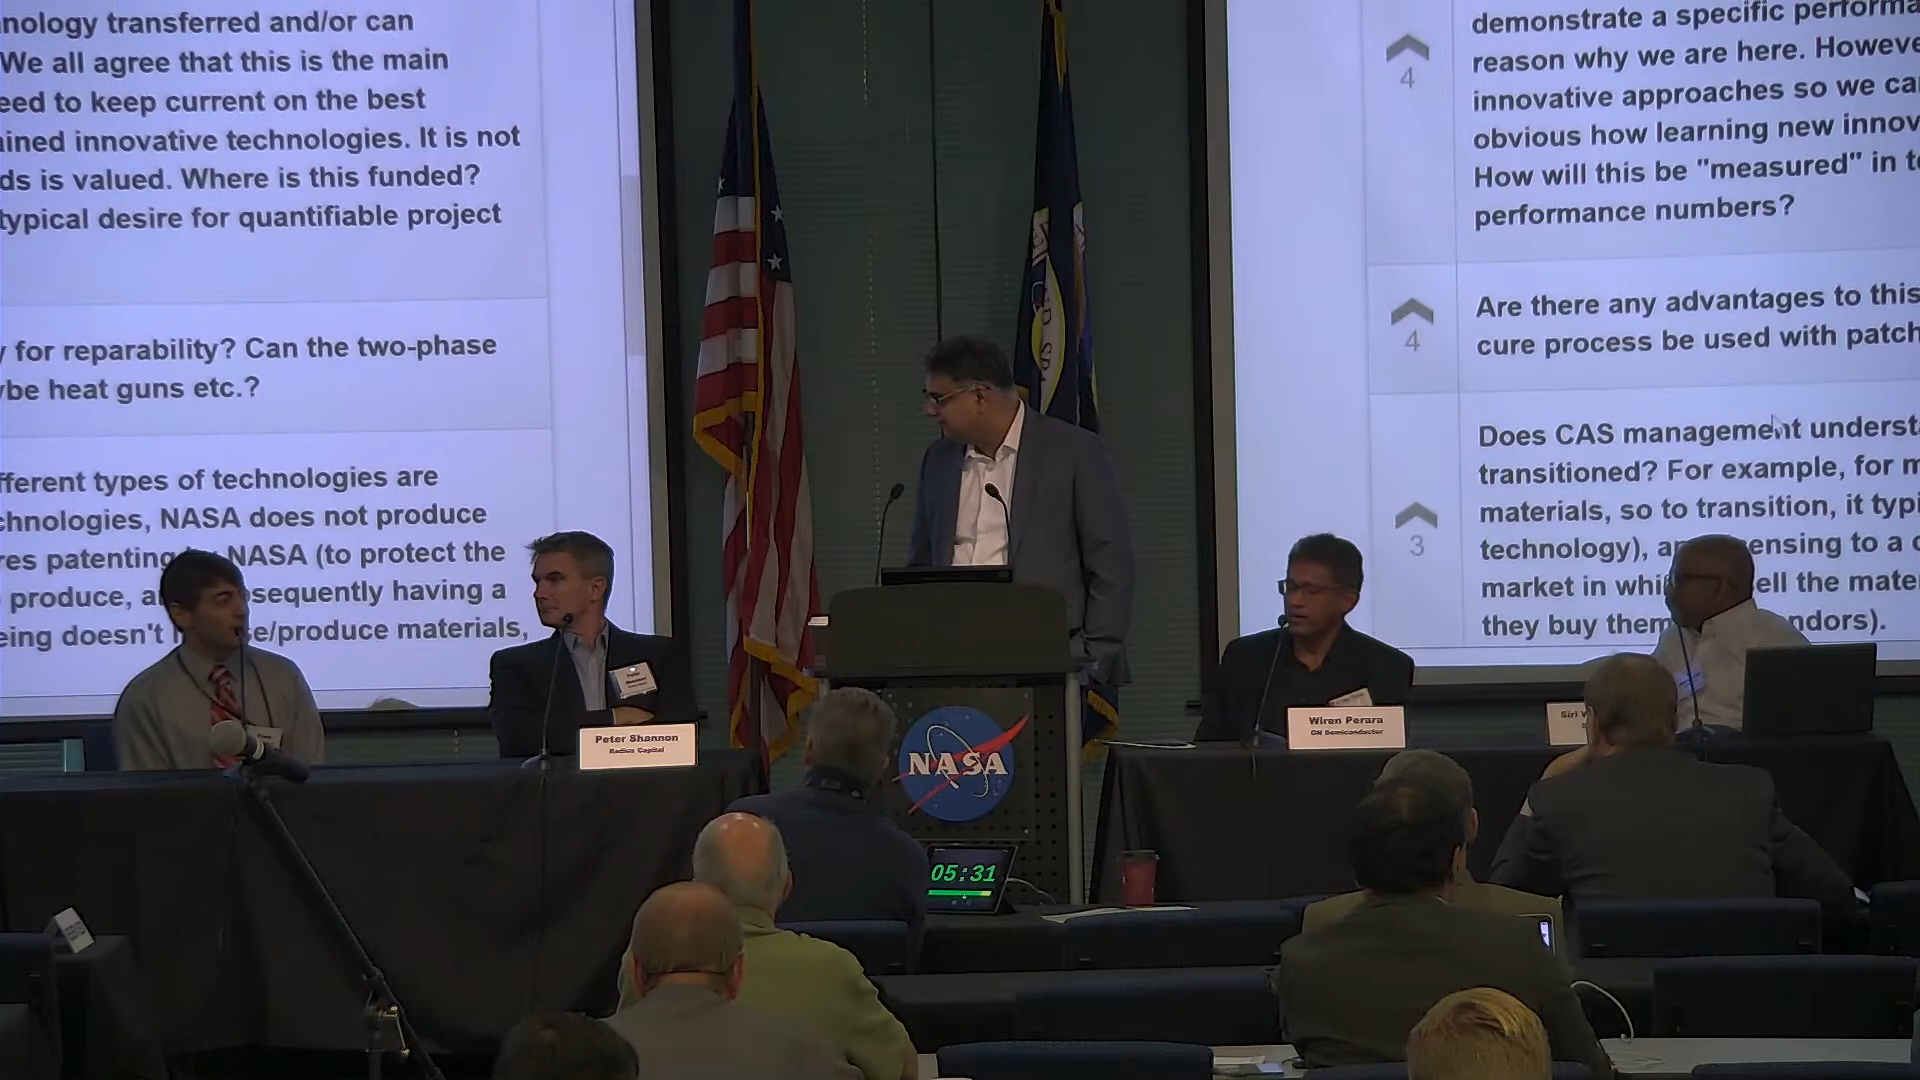 nology transferred and/or can
We all agree that this is the main
eed to keep current on the best
ined innovative technologies. It is not
ds is valued. Where is this funded?
typical desire for quantifiable project
for reparability? Can the two-phase
be heat guns etc.?
fferent types of technologies are
chnologies, NASA does not produce
res patenting NASA (to protect the
produce, a sequently having a
eing doesn't e/produce materials,
4
demonstrate a specific performa
reason why we are here. Howeve
innovative approaches so we ca
obvious how learning new innov
How will this be "measured" in te
performance numbers?
4
Are there any advantages to this
cure process be used with patch
3
Does CAS management underst
transitioned? For example, for m
materials, so to transition, it typi
technology), a ensing to a c
market in whi ell the mate
they buy them ndors).
Peter Shannon
Radius Capital
NASA
05:31
Wiren Perera
ON Semiconductor
Siri V